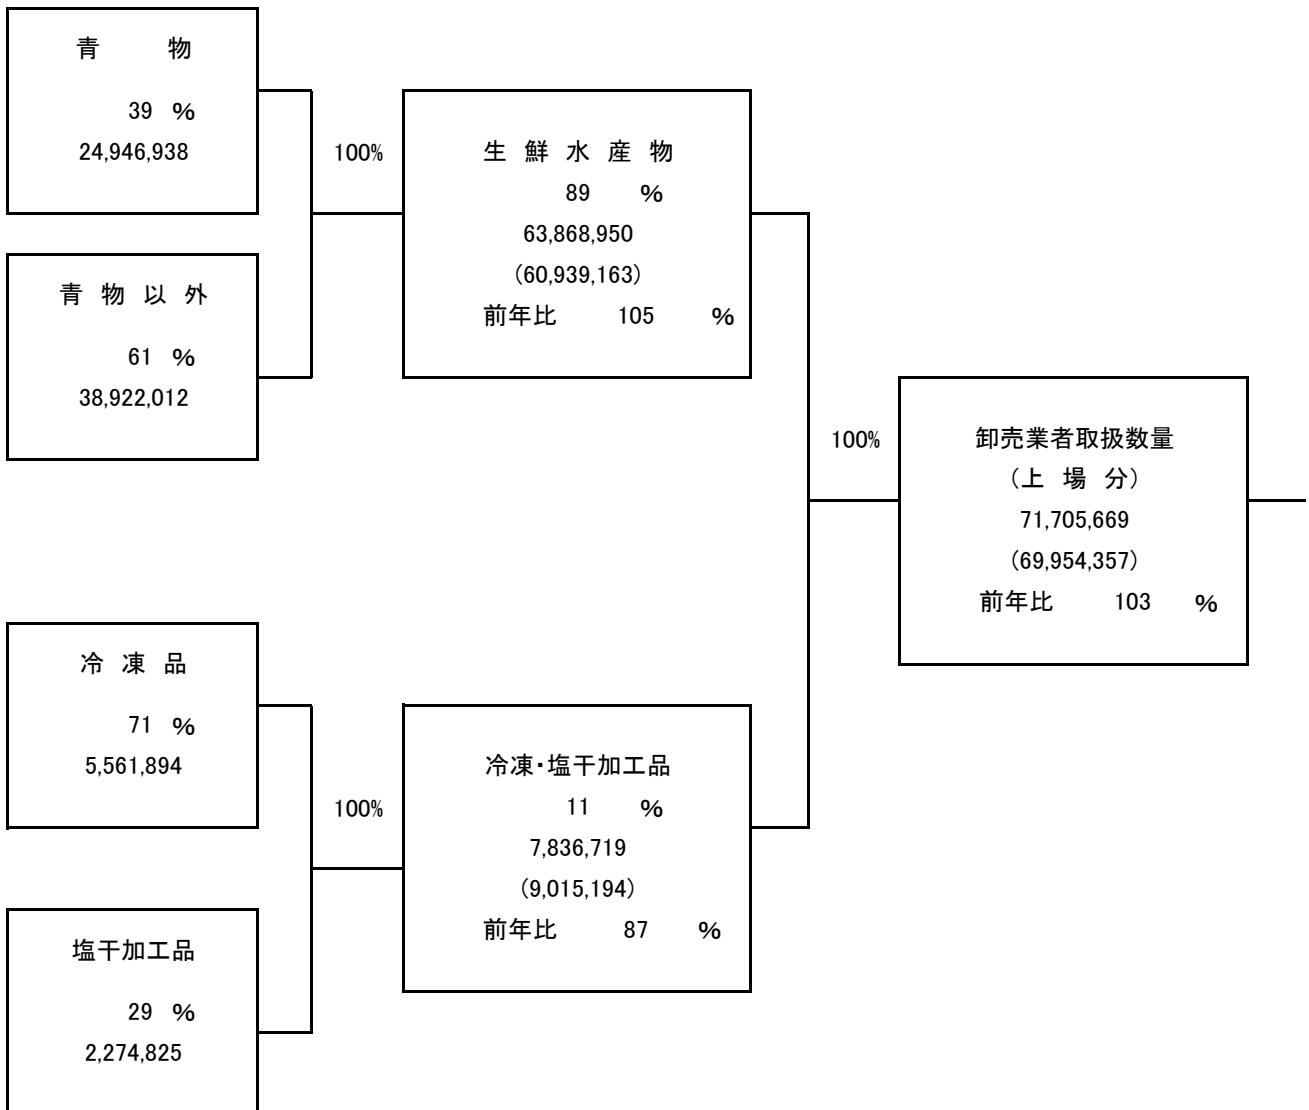 青 物
39 %
24,946,938
青 物 以 外
61 %
38,922,012
冷 凍 品
71 %
5,561,894
塩干加工品
29 %
2,274,825
100%
100%
生 鮮 水 産 物
89 %
63,868,950
(60,939,163)
前年比 105 %
冷凍・塩干加工品
11 %
7,836,719
(9,015,194)
前年比 87 %
100%
卸売業者取扱数量
(上 場 分)
71,705,669
(69,954,357)
前年比 103 %